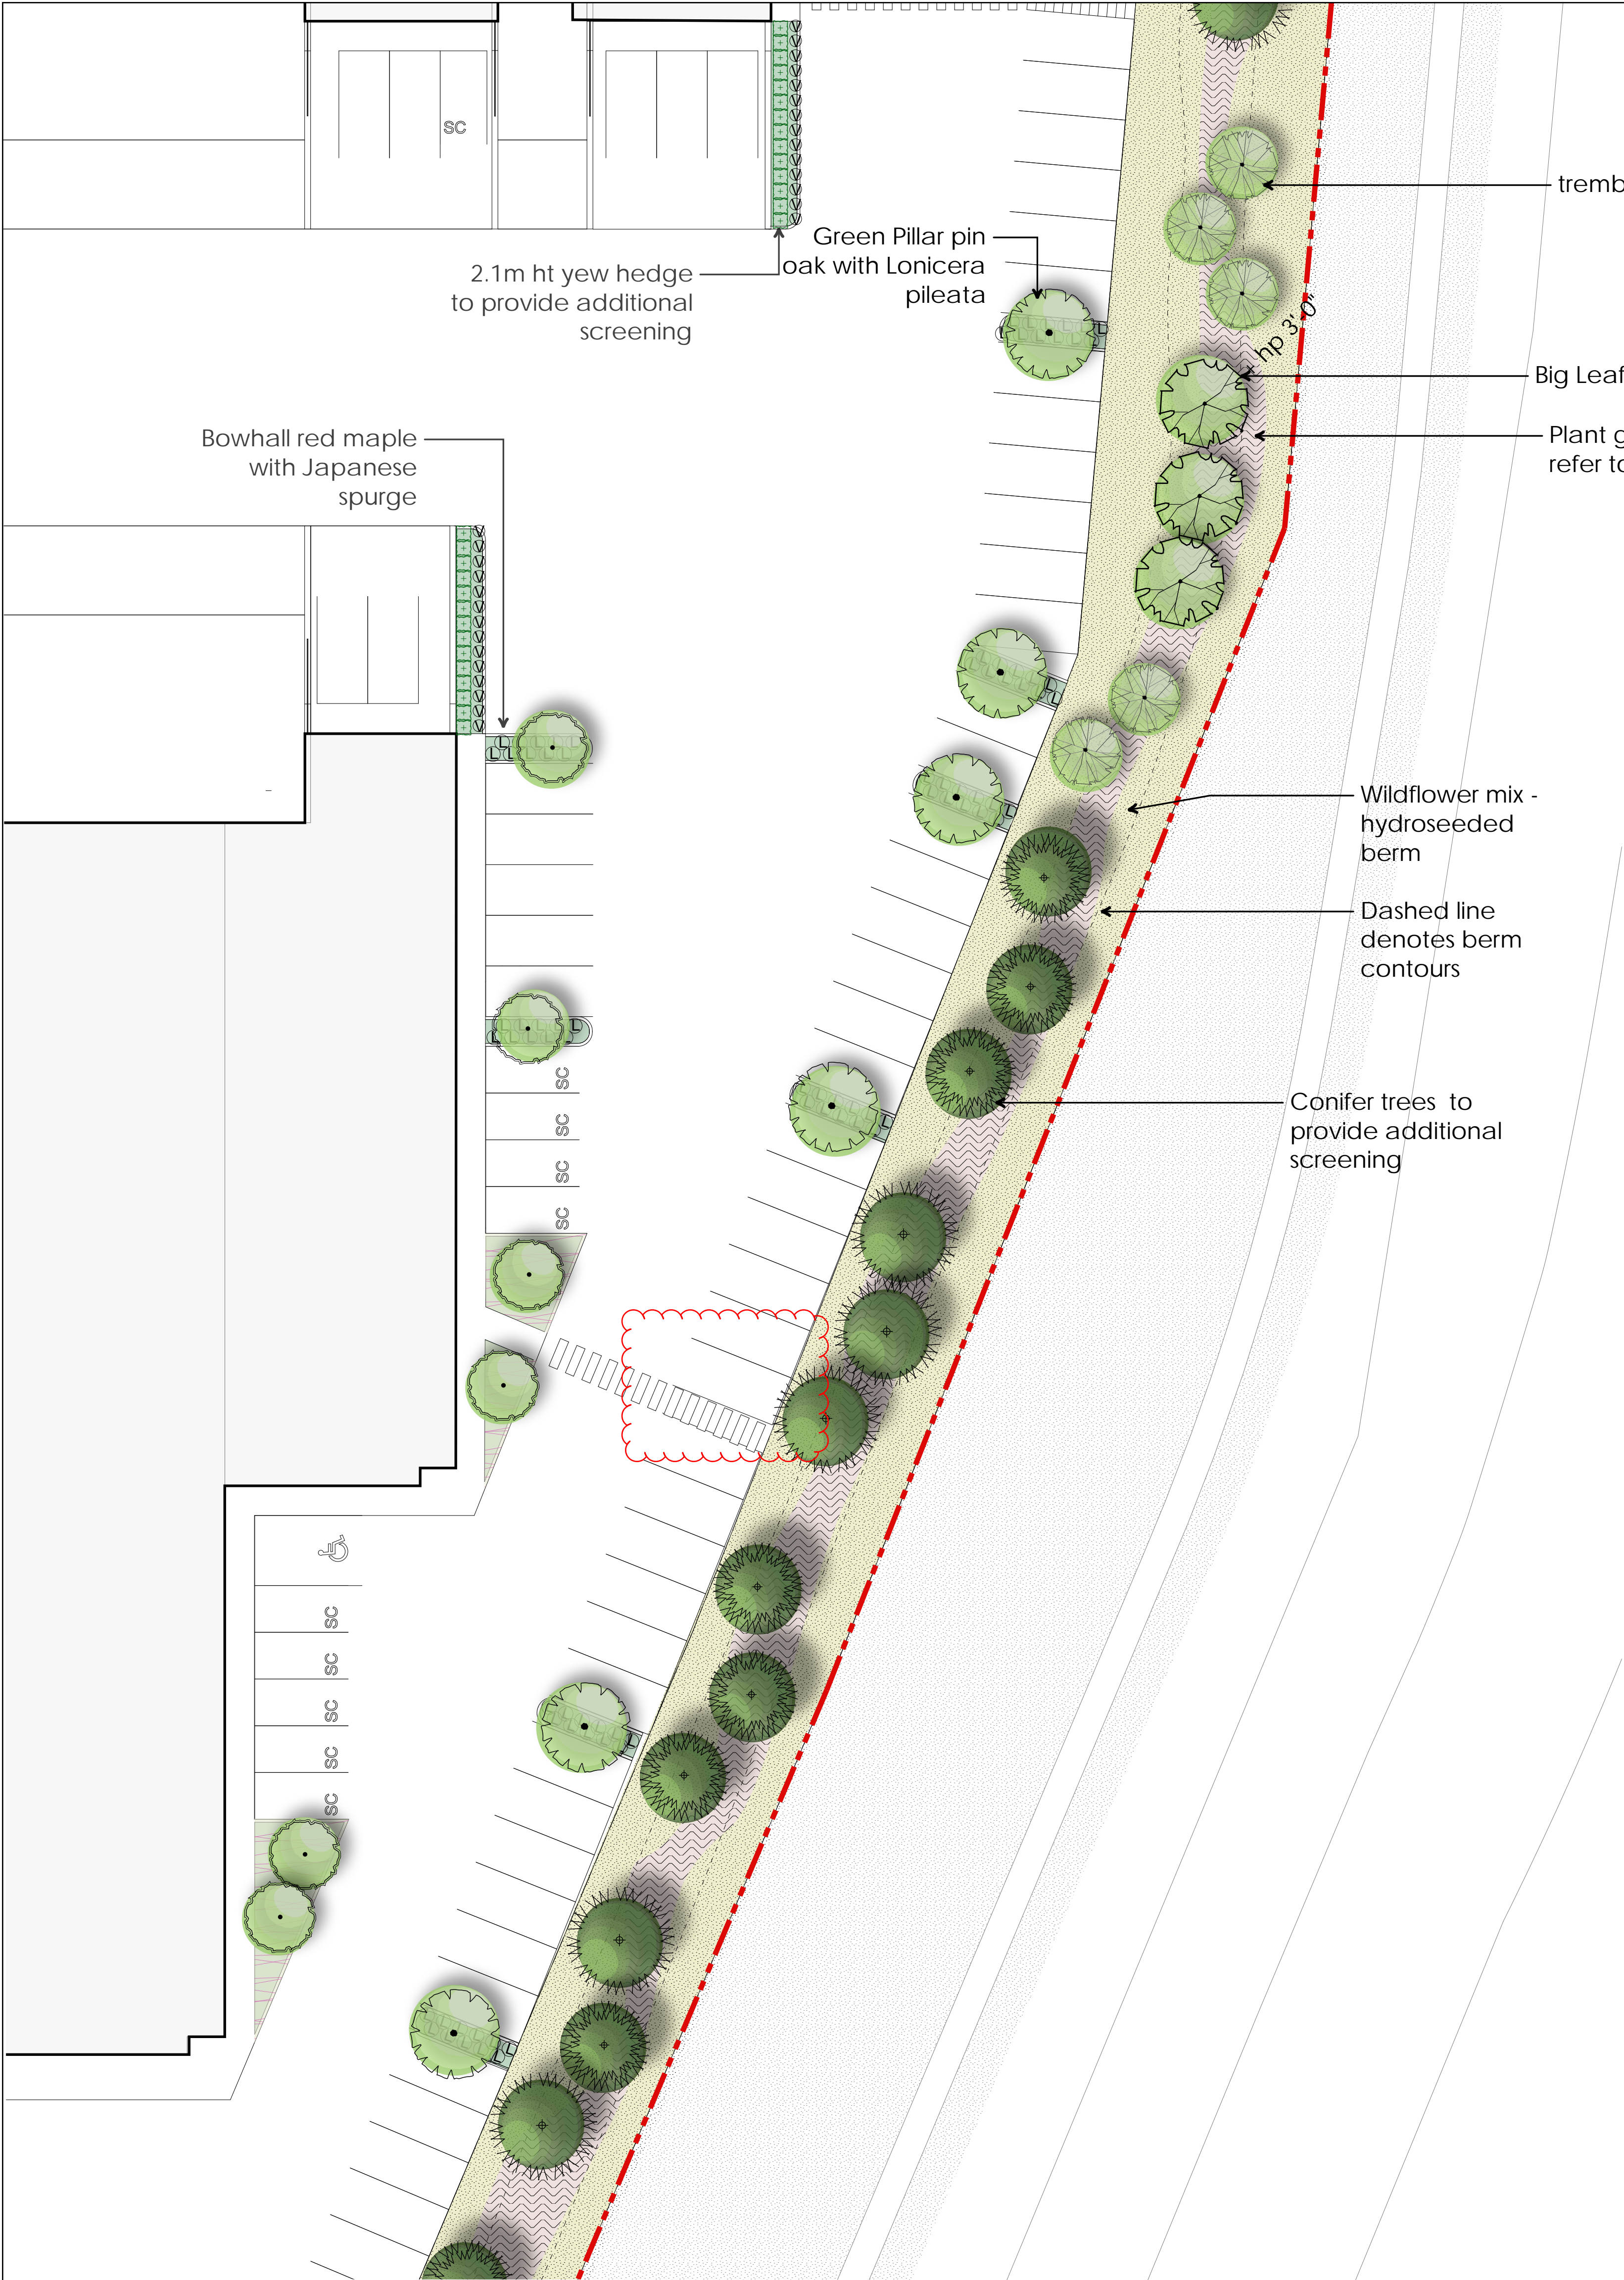 SC
tremb
Green Pillar pin
oak with Lonicera
pileata
2.1m ht yew hedge
to provide additional
screening
hp 3'.0"
Big Leaf
Plant g
refer to
Bowhall red maple
with Japanese
spurge
Wildflower mix -
hydroseeded
berm
Dashed line
denotes berm
contours
SC
SC
SC
SC
Conifer trees to
provide additional
screening
SC
SC
SC
SC
SC